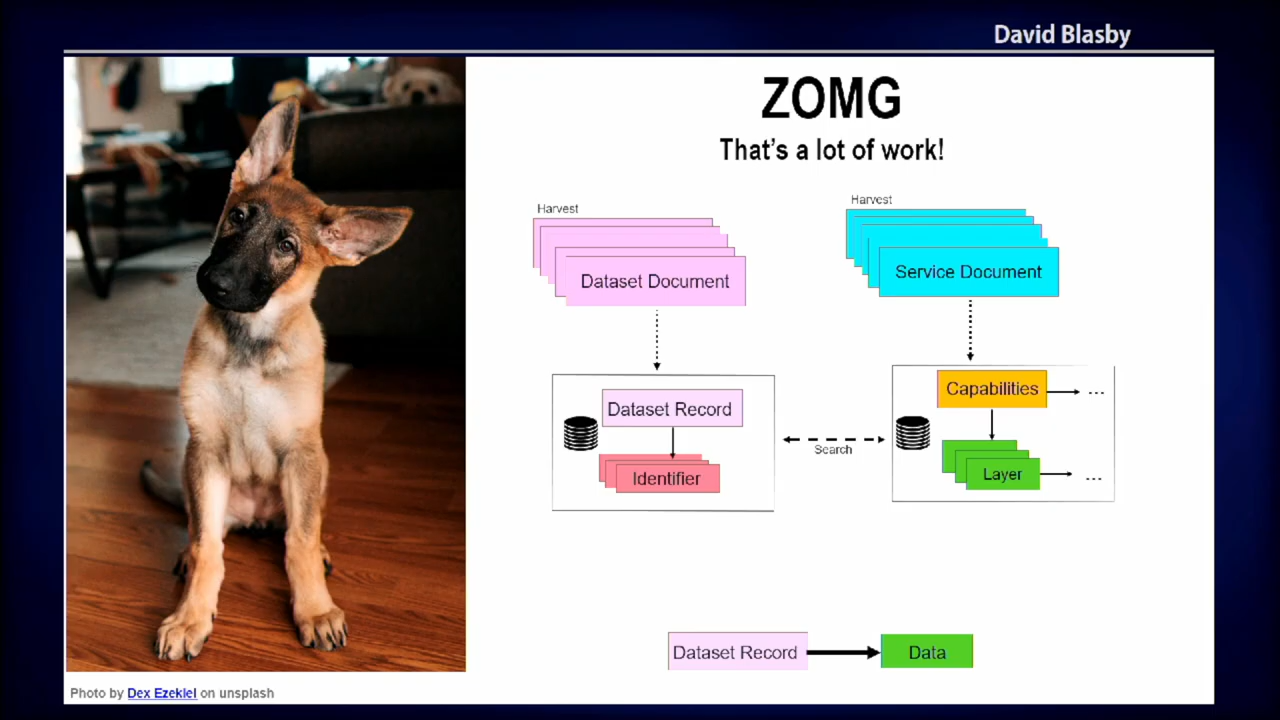 David Blasby
ZOMG
That's a lot of work!
Harvest
Harvest
Dataset Document
Service Document
Dataset Record
Identifier
Search
Capabilities
...
Layer
...
Dataset Record
Data
Photo by Dex Ezekiel on unsplash